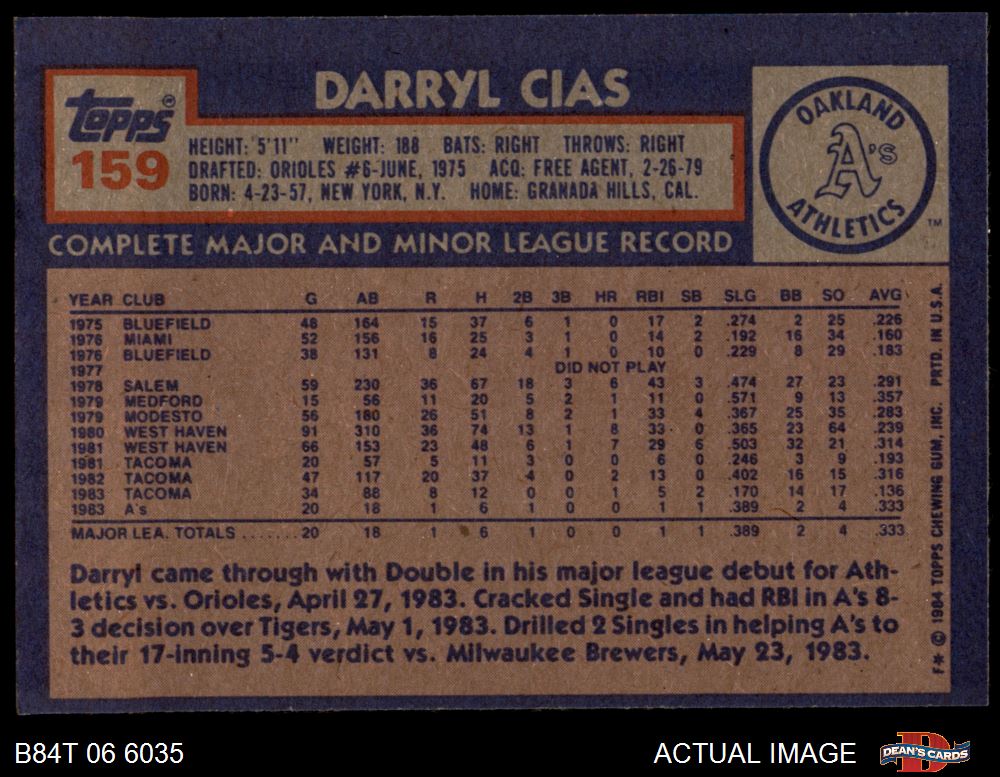 Topps
159
DARRYL CIAS
HEIGHT: 5'11" WEIGHT: 188 BATS: RIGHT THROWS: RIGHT
DRAFTED: ORIOLES #6-JUNE, 1975 ACQ: FREE AGENT, 2-26-79
BORN: 4-23-57, NEW YORK, N.Y. HOME: GRANADA HILLS, CAL.
OAKLAND
A's
ATHLETICS
TM
COMPLETE MAJOR AND MINOR LEAGUE RECORD
YEAR CLUB G AB R H 2B 3B HR RBI SB SLG BB SO AVG
1975 BLUEFIELD 48 164 15 37 6 1 0 17 2 .274 2 25 .226
1976 MIAMI 52 156 16 25 3 1 0 14 2 .192 16 34 .160
1976 BLUEFIELD 38 131 8 24 4 1 0 10 0 .229 8 29 .183
1977 DID NOT PLAY
1978 SALEM 59 230 36 67 18 3 6 43 3 .474 27 23 .291
1979 MEDFORD 15 56 11 20 5 2 1 11 0 .571 9 13 .357
1979 MODESTO 56 180 26 51 8 2 1 33 4 .367 25 35 .283
1980 WEST HAVEN 91 310 36 74 13 1 8 33 0 .365 23 64 .239
1981 WEST HAVEN 66 153 23 48 6 1 7 29 6 .503 32 21 .314
1981 TACOMA 20 57 5 11 3 0 0 6 0 .246 3 9 .193
1982 TACOMA 47 117 20 37 4 0 2 13 0 .402 16 15 .316
1983 TACOMA 34 88 8 12 0 0 1 5 2 .170 14 17 .136
1983 A's 20 18 1 6 1 0 0 1 1 .389 2 4 .333
MAJOR LEA. TOTALS ....... 20 18 1 6 1 0 0 1 1 .389 2 4 .333
Darryl came through with Double in his major league debut for Ath-
letics vs. Orioles, April 27, 1983. Cracked Single and had RBI in A's 8-
3 decision over Tigers, May 1, 1983. Drilled 2 Singles in helping A's to
their 17-inning 5-4 verdict vs. Milwaukee Brewers, May 23, 1983.
F* © 1984 TOPPS CHEWING GUM, INC. PRTD. IN U.S.A.
B84T 06 6035
ACTUAL IMAGE
DEAN'S CARDS